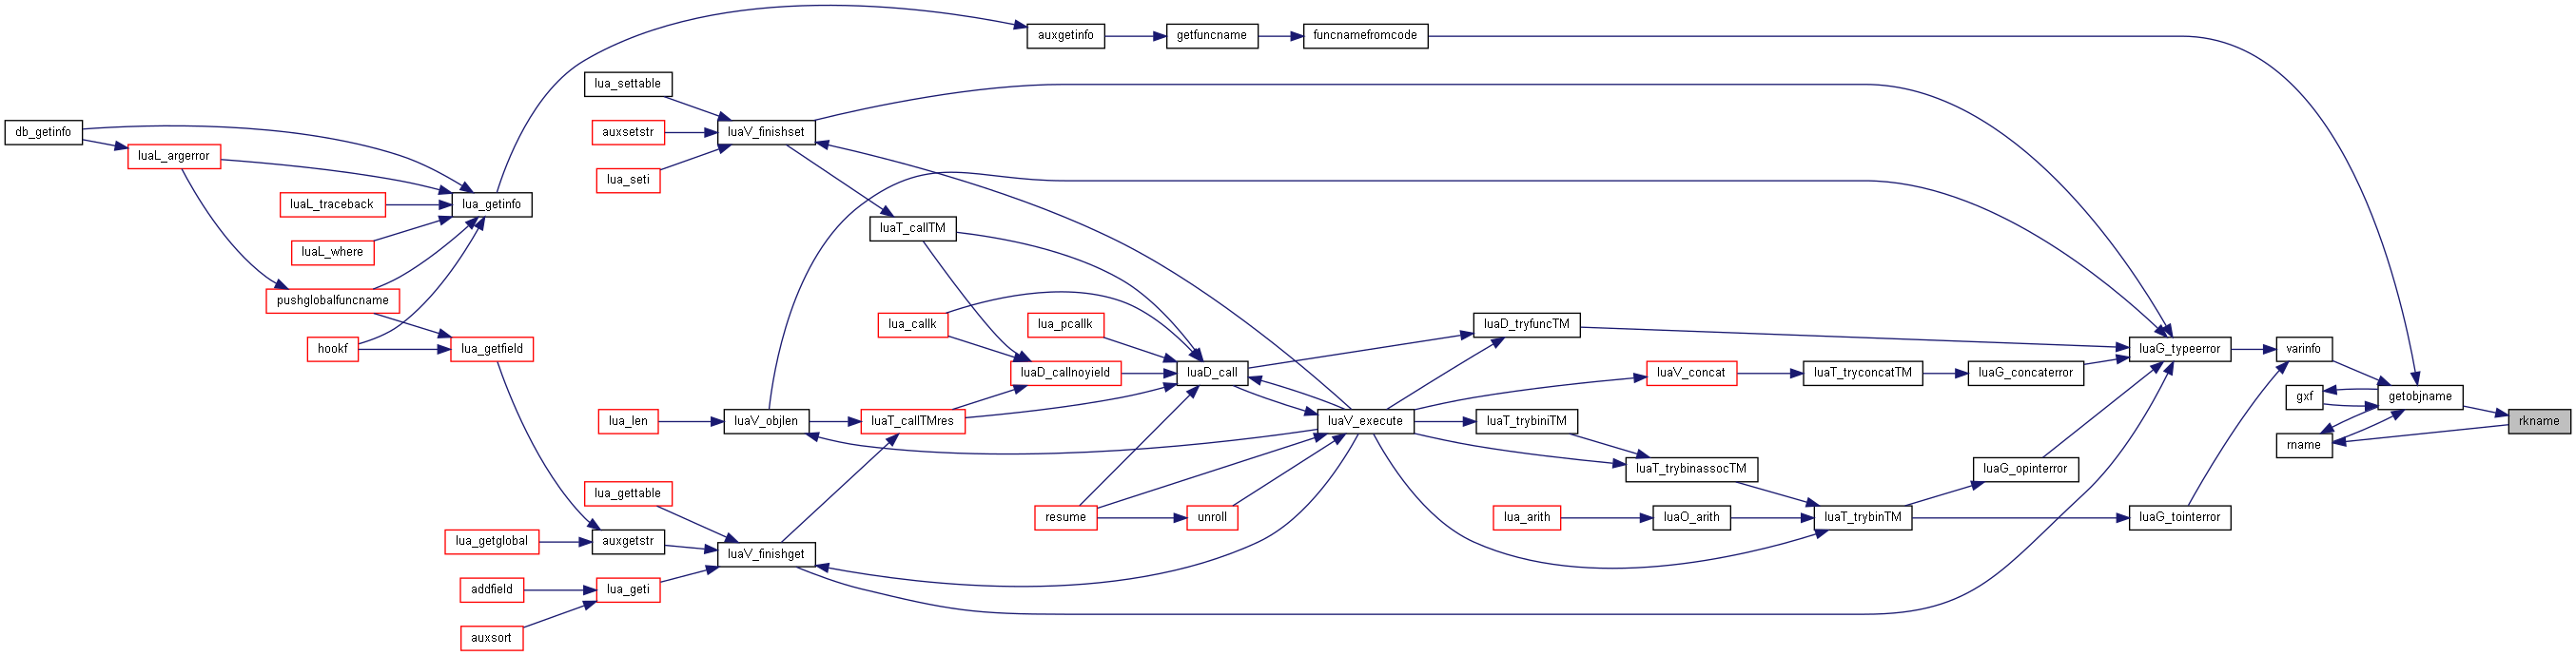 auxgetinfo
getfuncname
funcnamefromcode
lua_settable
db_getinfo
auxsetstr
luaV_finishset
luaL_argerror
lua_seti
luaL_traceback
lua_getinfo
luaT_callTM
luaL_where
pushglobalfuncname
lua_callk
lua_pcallk
luaD_tryfuncTM
hookf
lua_getfield
luaG_typeerror
varinfo
luaD_callnoyield
luaD_call
luaV_concat
luaT_tryconcatTM
luaG_concaterror
gxf
getobjname
lua_len
luaV_objlen
luaT_callTMres
luaV_execute
luaT_trybiniTM
rkname
rname
luaT_trybinassocTM
luaG_opinterror
lua_gettable
resume
unroll
lua_arith
luaO_arith
luaT_trybinTM
luaG_tointerror
lua_getglobal
auxgetstr
luaV_finishget
addfield
lua_geti
auxsort